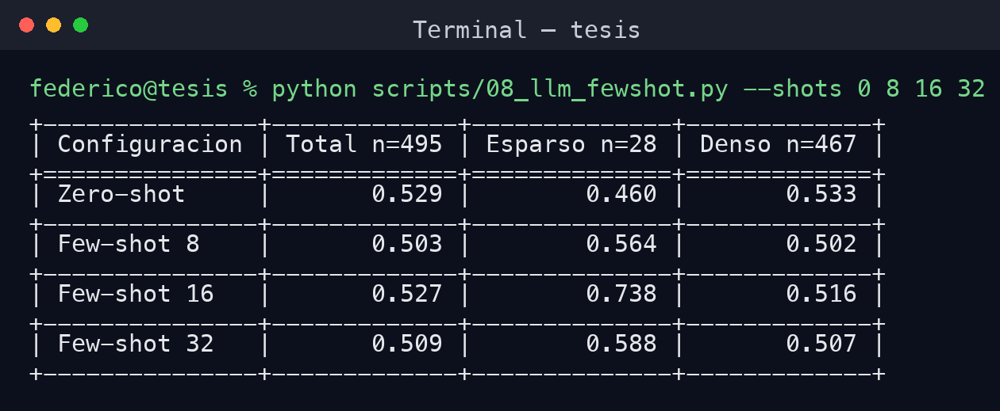 Terminal — tesis
federico@tesis % python scripts/08_llm_fewshot.py --shots 0 8 16 32
+---------------+-------------+--------------+-------------+
| Configuracion | Total n=495 | Esparso n=28 | Denso n=467 |
+===============+=============+==============+=============+
| Zero-shot     |       0.529 |        0.460 |       0.533 |
+---------------+-------------+--------------+-------------+
| Few-shot 8    |       0.503 |        0.564 |       0.502 |
+---------------+-------------+--------------+-------------+
| Few-shot 16   |       0.527 |        0.738 |       0.516 |
+---------------+-------------+--------------+-------------+
| Few-shot 32   |       0.509 |        0.588 |       0.507 |
+---------------+-------------+--------------+-------------+